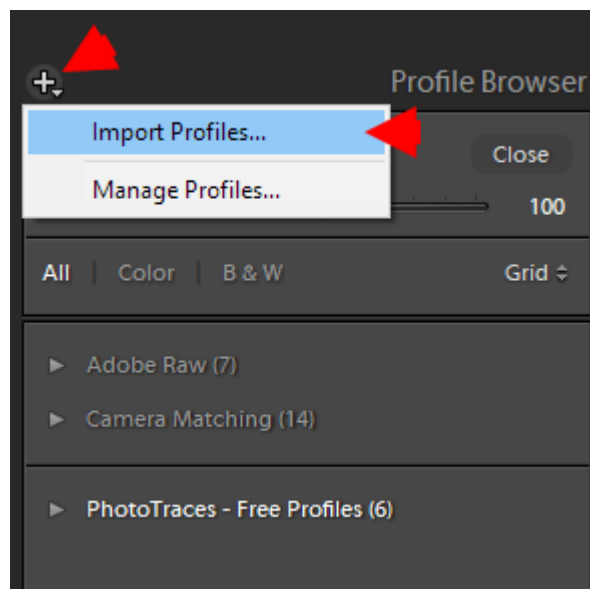 Profile Browser
Import Profiles...
Close
Manage Profiles...
100
All Color B & W Grid
Adobe Raw (7)
Camera Matching (14)
PhotoTraces - Free Profiles (6)